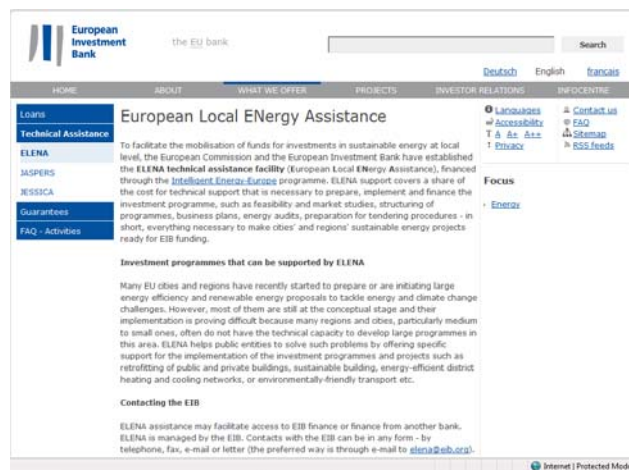 European
Investment
Bank
the EU bank
Search
Deutsch English français
HOME ABOUT WHAT WE OFFER PROJECTS INVESTOR RELATIONS INFOCENTRE
Loans
Technical Assistance
ELENA
JASPERS
JESSICA
Guarantees
FAQ - Activities
European Local ENergy Assistance
To facilitate the mobilisation of funds for investments in sustainable energy at local
level, the European Commission and the European Investment Bank have established
the ELENA technical assistance facility (European Local ENergy Assistance), financed
through the Intelligent Energy-Europe programme. ELENA support covers a share of
the cost for technical support that is necessary to prepare, implement and finance the
investment programme, such as feasibility and market studies, structuring of
programmes, business plans, energy audits, preparation for tendering procedures - in
short, everything necessary to make cities' and regions' sustainable energy projects
ready for EIB funding.
Investment programmes that can be supported by ELENA
Many EU cities and regions have recently started to prepare or are initiating large
energy efficiency and renewable energy proposals to tackle energy and climate change
challenges. However, most of them are still at the conceptual stage and their
implementation is proving difficult because many regions and cities, particularly medium
to small ones, often do not have the technical capacity to develop large programmes in
this area. ELENA helps public entities to solve such problems by offering specific
support for the implementation of the investment programmes and projects such as
retrofitting of public and private buildings, sustainable building, energy-efficient district
heating and cooling networks, or environmentally-friendly transport etc.
Contacting the EIB
ELENA assistance may facilitate access to EIB finance or finance from another bank.
ELENA is managed by the EIB. Contacts with the EIB can be in any form - by
telephone, fax, e-mail or letter (the preferred way is through e-mail to elena@eib.org).
Languages
Accessibility
T A A+ A++
Privacy
Contact us
FAQ
Sitemap
RSS feeds
Focus
Energy
Internet | Protected Mode